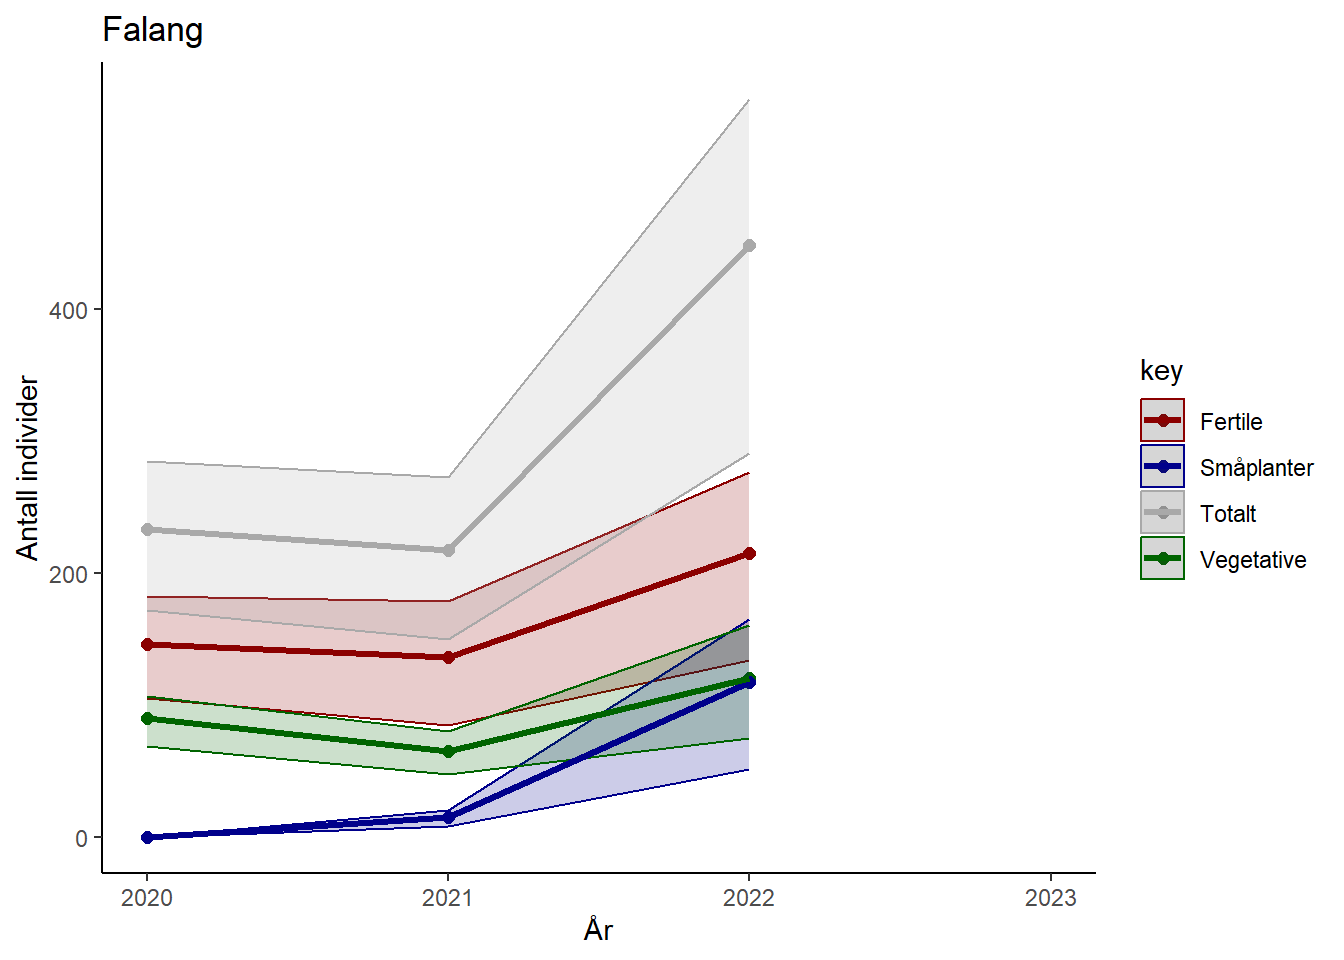 Falang
Antall individer
400
200
0
2020
2021
2022
2023
År
key
Fertile
Småplanter
Totalt
Vegetative